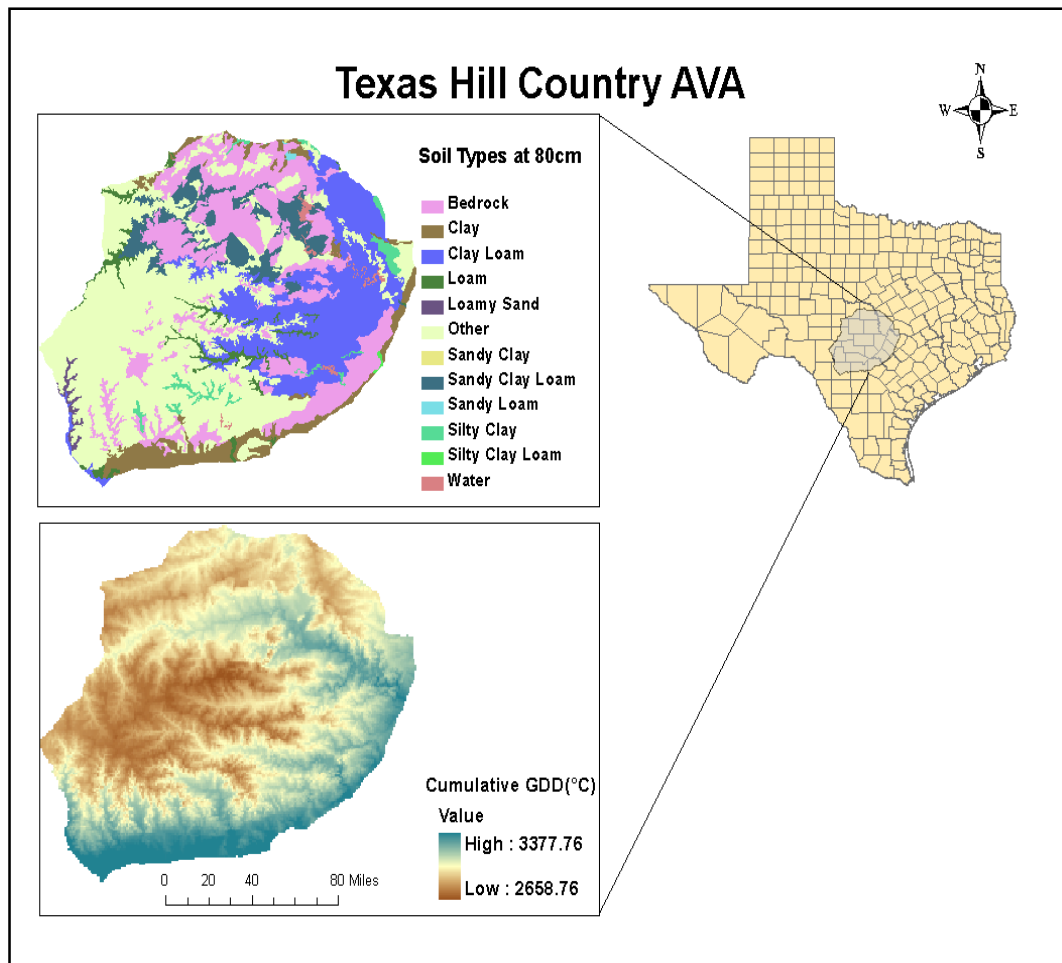 Texas Hill Country AVA
N
W E
S
Soil Types at 80cm
Bedrock
Clay
Clay Loam
Loam
Loamy Sand
Other
Sandy Clay
Sandy Clay Loam
Sandy Loam
Silty Clay
Silty Clay Loam
Water
Cumulative GDD(°C)
Value
High : 3377.76
Low : 2658.76
0 20 40 80 Miles